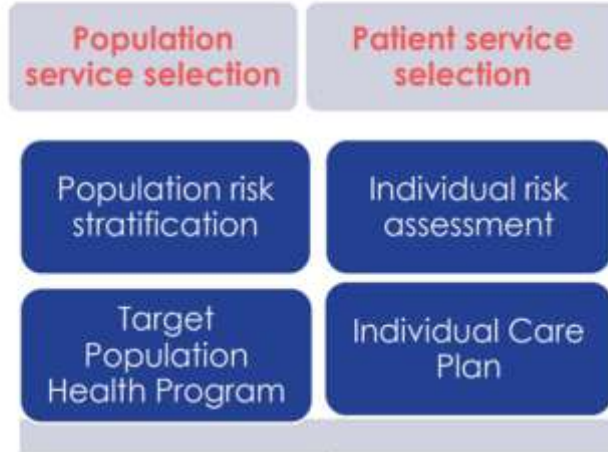 Population
service selection
Patient service
selection
Population risk
stratification
Individual risk
assessment
Target
Population
Health Program
Individual Care
Plan